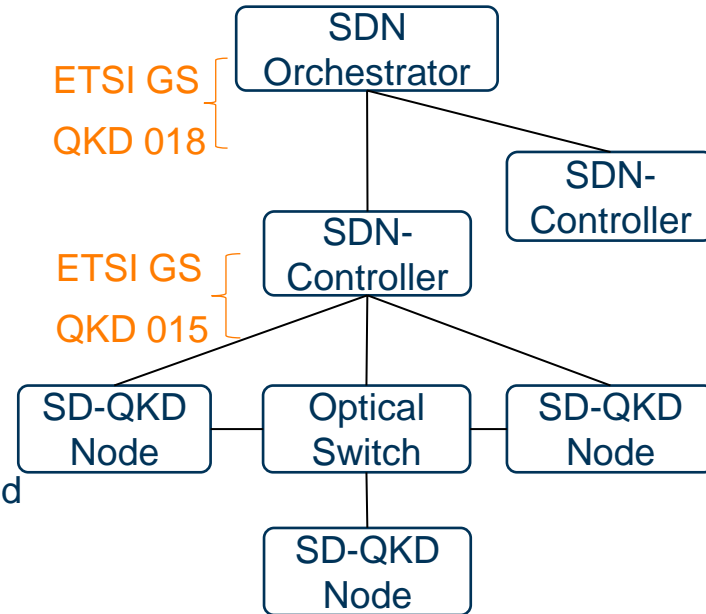 SDN
Orchestrator
ETSI GS
QKD 018
SDN-
Controller
SDN-
Controller
ETSI GS
QKD 015
SD-QKD
Node
Optical
Switch
SD-QKD
Node
d
SD-QKD
Node